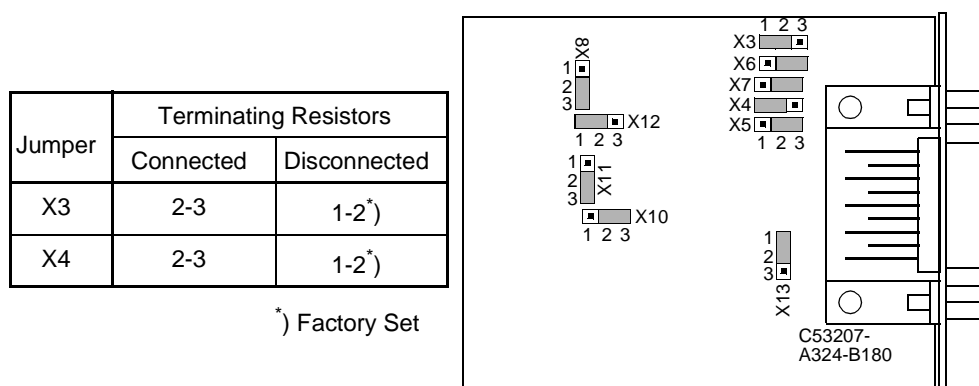 Jumper Terminating Resistors
Connected Disconnected
X3 2-3 1-2*)
X4 2-3 1-2*)
*) Factory Set
1 2 3
X3
X6
X7
X4
X5
1 2 3
X8
1
2
3
X12
1 2 3
1
2
3
X11
X10
1 2 3
1
2
3
X13
C53207-
A324-B180